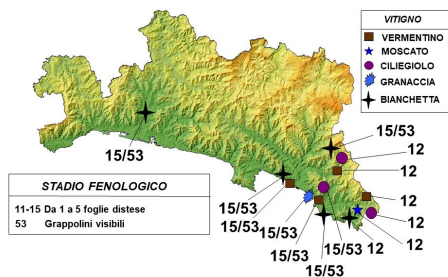 VITIGNO
VERMENTINO
MOSCATO
CILIEGIOLO
GRANACCIA
BIANCHETTA
15/53
15/53
12
12
15/53
15/53
12
12
12
12
15/53
15/53
15/53
STADIO FENOLOGICO
11-15 Da 1 a 5 foglie distese
53 Grappolini visibili